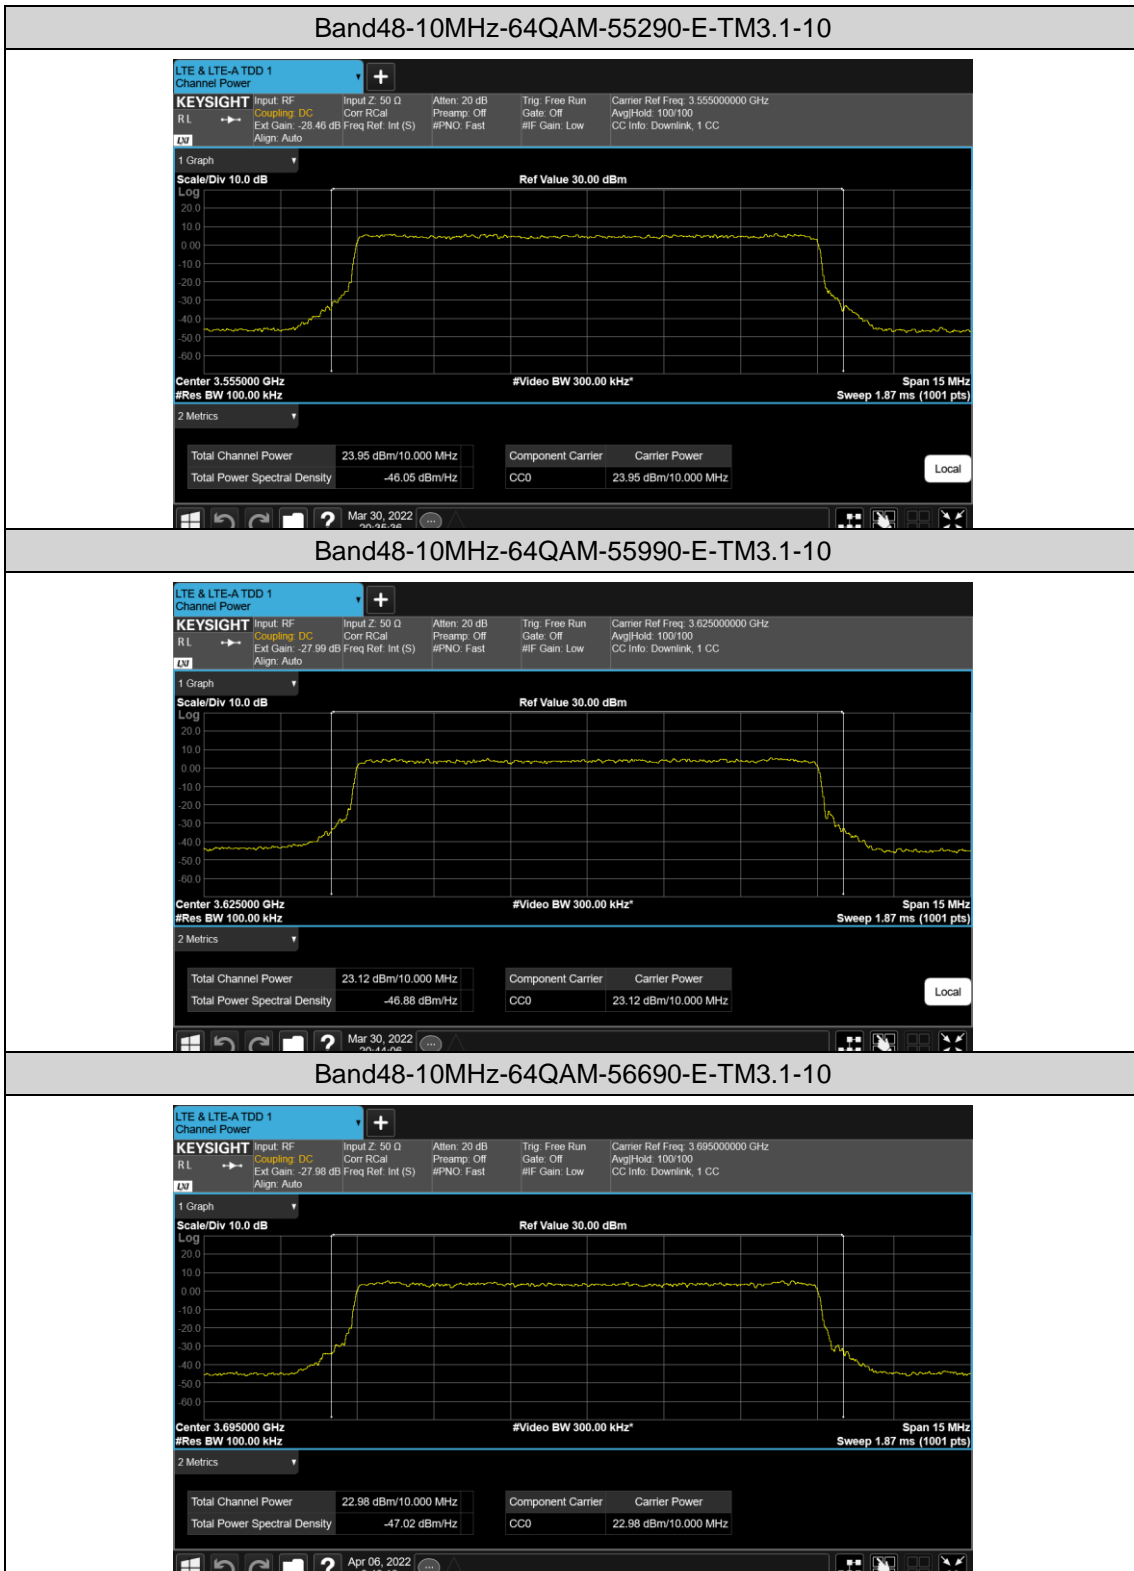 Band48-10MHz-64QAM-55290-E-TM3.1-10
LTE & LTE-A TDD 1
Channel Power
KEYSIGHT Input: RF Input Z: 50 Ω Atten: 20 dB Trig: Free Run Carrier Ref Freq: 3.555000000 GHz
R L Coupling: DC Corr RCal Preamp: Off Gate: Off Avg|Hold: 100/100
Ext Gain: -28.46 dB Freq Ref: Int (S) #PNO: Fast #IF Gain: Low CC Info: Downlink, 1 CC
LXI Align: Auto
1 Graph
Scale/Div 10.0 dB Ref Value 30.00 dBm
Log
20.0
10.0
0.00
-10.0
-20.0
-30.0
-40.0
-50.0
-60.0
Center 3.555000 GHz #Video BW 300.00 kHz* Span 15 MHz
#Res BW 100.00 kHz Sweep 1.87 ms (1001 pts)
2 Metrics
Total Channel Power 23.95 dBm/10.000 MHz Component Carrier Carrier Power
Total Power Spectral Density -46.05 dBm/Hz CC0 23.95 dBm/10.000 MHz
Local
? Mar 30, 2022
Band48-10MHz-64QAM-55990-E-TM3.1-10
LTE & LTE-A TDD 1
Channel Power
KEYSIGHT Input: RF Input Z: 50 Ω Atten: 20 dB Trig: Free Run Carrier Ref Freq: 3.625000000 GHz
R L Coupling: DC Corr RCal Preamp: Off Gate: Off Avg|Hold: 100/100
Ext Gain: -27.99 dB Freq Ref: Int (S) #PNO: Fast #IF Gain: Low CC Info: Downlink, 1 CC
LXI Align: Auto
1 Graph
Scale/Div 10.0 dB Ref Value 30.00 dBm
Log
20.0
10.0
0.00
-10.0
-20.0
-30.0
-40.0
-50.0
-60.0
Center 3.625000 GHz #Video BW 300.00 kHz* Span 15 MHz
#Res BW 100.00 kHz Sweep 1.87 ms (1001 pts)
2 Metrics
Total Channel Power 23.12 dBm/10.000 MHz Component Carrier Carrier Power
Total Power Spectral Density -46.88 dBm/Hz CC0 23.12 dBm/10.000 MHz
Local
? Mar 30, 2022
Band48-10MHz-64QAM-56690-E-TM3.1-10
LTE & LTE-A TDD 1
Channel Power
KEYSIGHT Input: RF Input Z: 50 Ω Atten: 20 dB Trig: Free Run Carrier Ref Freq: 3.695000000 GHz
R L Coupling: DC Corr RCal Preamp: Off Gate: Off Avg|Hold: 100/100
Ext Gain: -27.98 dB Freq Ref: Int (S) #PNO: Fast #IF Gain: Low CC Info: Downlink, 1 CC
LXI Align: Auto
1 Graph
Scale/Div 10.0 dB Ref Value 30.00 dBm
Log
20.0
10.0
0.00
-10.0
-20.0
-30.0
-40.0
-50.0
-60.0
Center 3.695000 GHz #Video BW 300.00 kHz* Span 15 MHz
#Res BW 100.00 kHz Sweep 1.87 ms (1001 pts)
2 Metrics
Total Channel Power 22.98 dBm/10.000 MHz Component Carrier Carrier Power
Total Power Spectral Density -47.02 dBm/Hz CC0 22.98 dBm/10.000 MHz
? Apr 06, 2022